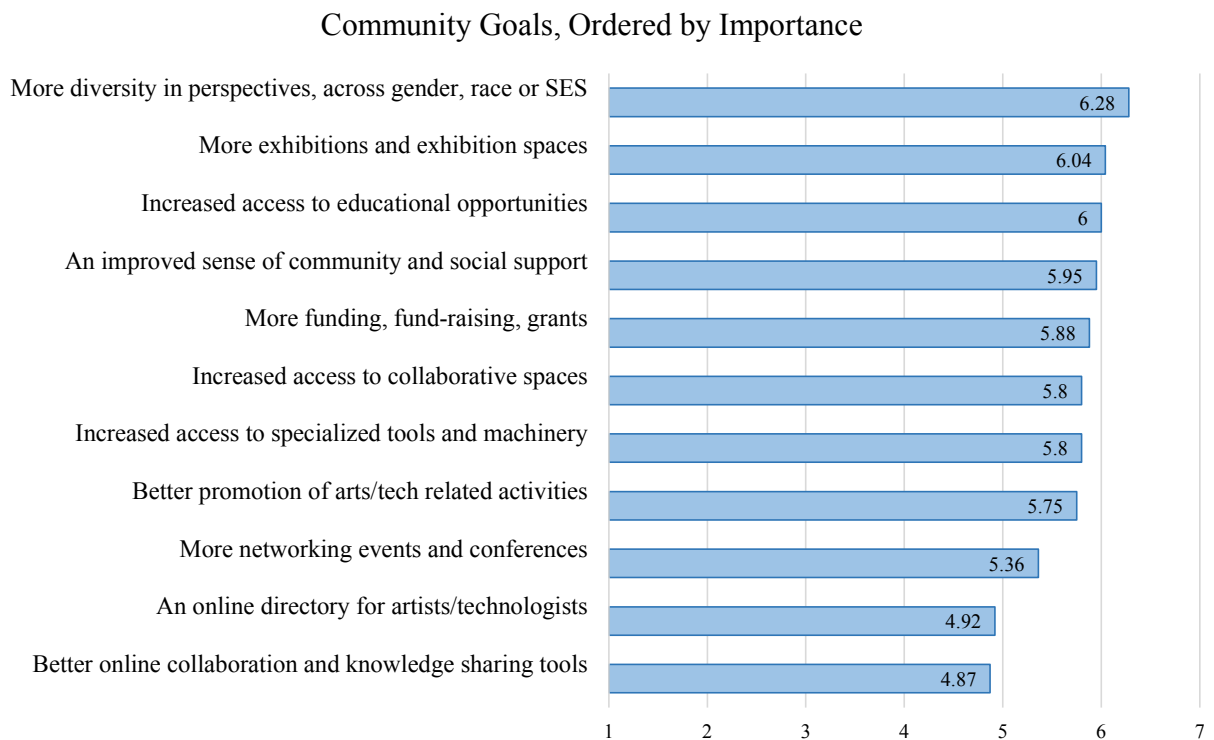 Community Goals, Ordered by Importance
More diversity in perspectives, across gender, race or SES
6.28
More exhibitions and exhibition spaces
6.04
Increased access to educational opportunities
6
An improved sense of community and social support
5.95
More funding, fund-raising, grants
5.88
Increased access to collaborative spaces
5.8
Increased access to specialized tools and machinery
5.8
Better promotion of arts/tech related activities
5.75
More networking events and conferences
5.36
An online directory for artists/technologists
4.92
Better online collaboration and knowledge sharing tools
4.87
1 2 3 4 5 6 7